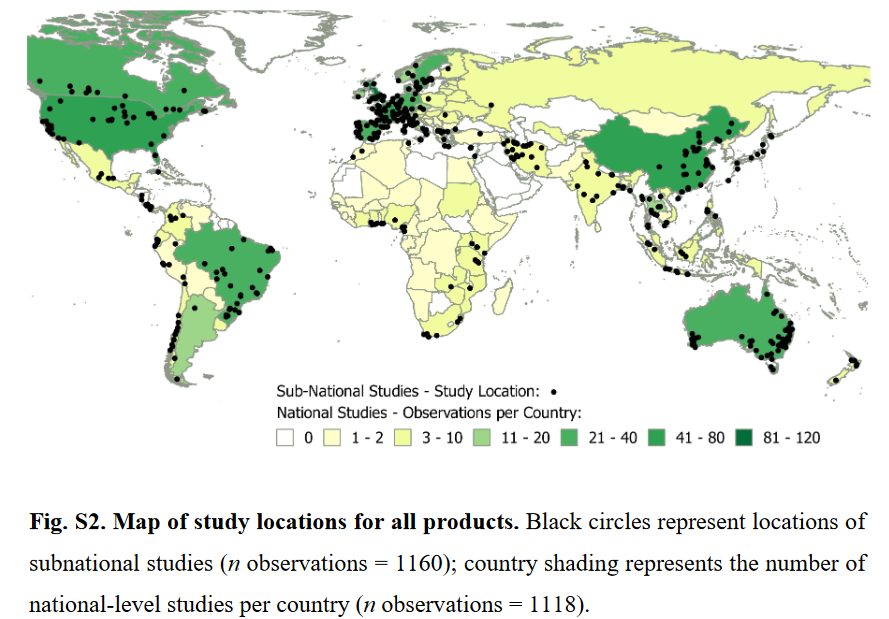 Sub-National Studies - Study Location:
National Studies - Observations per Country:
0 1 - 2 3 - 10 11 - 20 21 - 40 41 - 80 81 - 120
Fig. S2. Map of study locations for all products. Black circles represent locations of
subnational studies (n observations = 1160); country shading represents the number of
national-level studies per country (n observations = 1118).